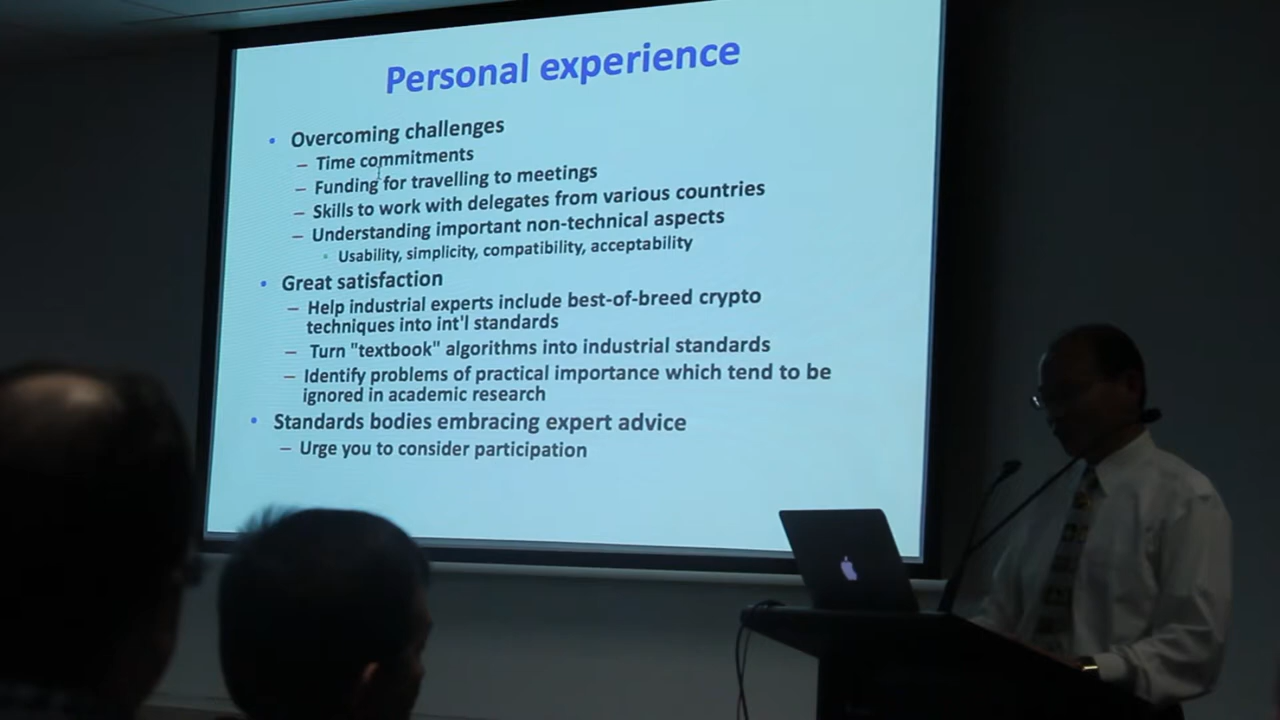 Personal experience
• Overcoming challenges
– Time commitments
– Funding for travelling to meetings
– Skills to work with delegates from various countries
– Understanding important non-technical aspects
▪ Usability, simplicity, compatibility, acceptability
• Great satisfaction
– Help industrial experts include best-of-breed crypto
techniques into int'l standards
– Turn "textbook" algorithms into industrial standards
– Identify problems of practical importance which tend to be
ignored in academic research
• Standards bodies embracing expert advice
– Urge you to consider participation